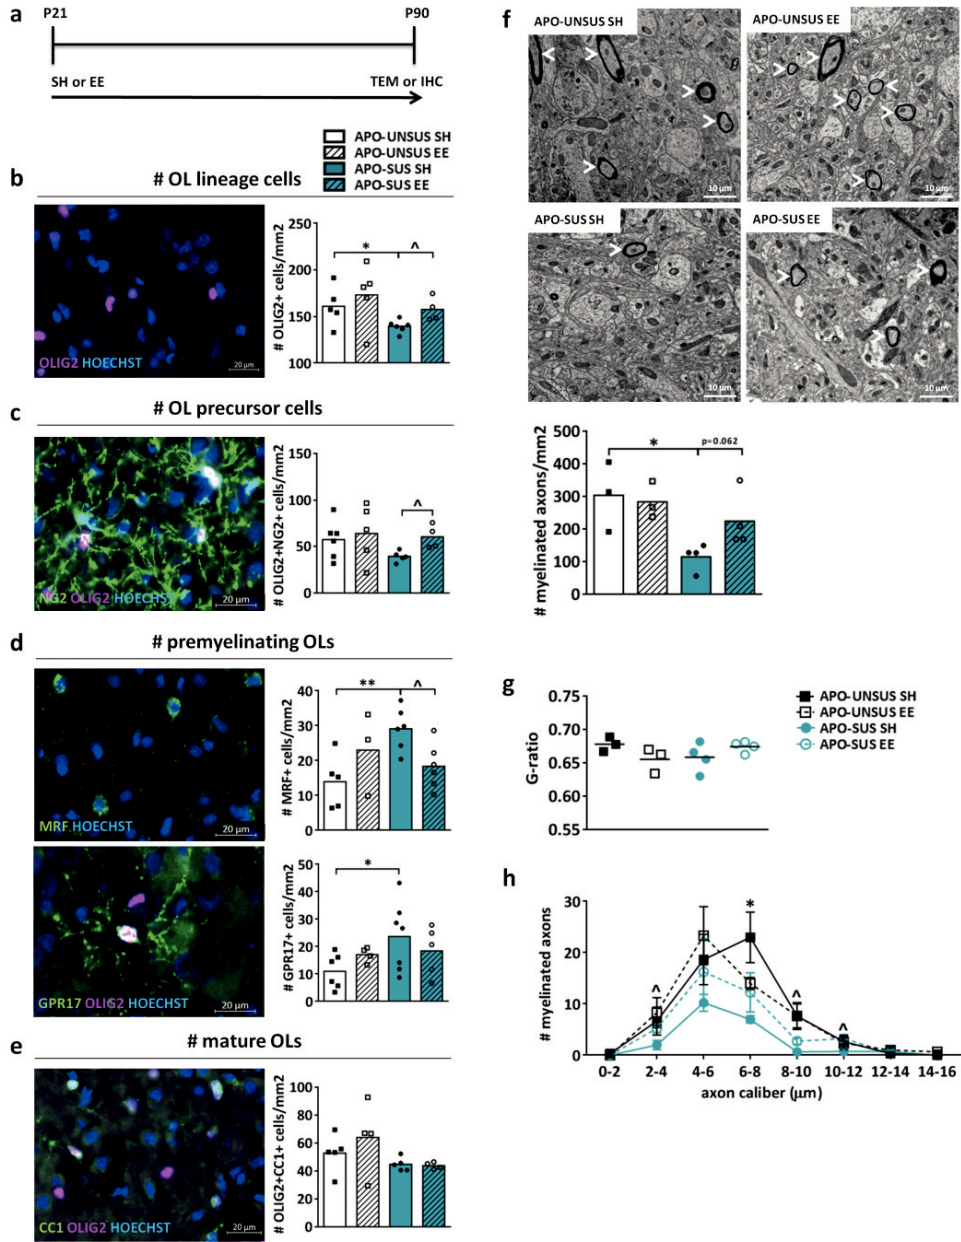 a
P21
P90
SH or EE
TEM or IHC
APO-UNSUS SH
APO-UNSUS EE
APO-SUS SH
APO-SUS EE
b
# OL lineage cells
OLIG2 HOECHST
20 µm
# OLIG2+ cells/mm2
250
200
150
100
*
^
c
# OL precursor cells
NG2 OLIG2 HOECHST
20 µm
# OLIG2+NG2+ cells/mm2
150
100
50
0
^
d
# premyelinating OLs
MRF HOECHST
20 µm
# MRF+ cells/mm2
40
30
20
10
0
**
^
GPR17 OLIG2 HOECHST
20 µm
# GPR17+ cells/mm2
50
40
30
20
10
0
*
e
# mature OLs
CC1 OLIG2 HOECHST
20 µm
# OLIG2+CC1+ cells/mm2
100
80
60
40
20
0
f
APO-UNSUS SH
10 µm
APO-UNSUS EE
10 µm
APO-SUS SH
10 µm
APO-SUS EE
10 µm
# myelinated axons/mm2
500
400
300
200
100
0
*
p=0.062
g
G-ratio
0.75
0.70
0.65
0.60
0.55
APO-UNSUS SH
APO-UNSUS EE
APO-SUS SH
APO-SUS EE
h
# myelinated axons
30
20
10
0
^
*
^
^
0-2 2-4 4-6 6-8 8-10 10-12 12-14 14-16
axon caliber (µm)